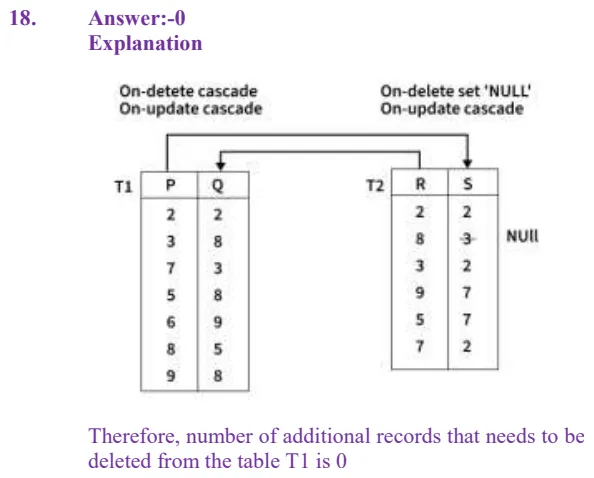 18. Answer:-0
Explanation
On-detete cascade On-delete set 'NULL'
On-update cascade On-update cascade
T1 P Q T2 R S
2 2 2 2
3 8 8 3 NUll
7 3 3 2
5 8 9 7
6 9 5 7
8 5 7 2
9 8
Therefore, number of additional records that needs to be
deleted from the table T1 is 0